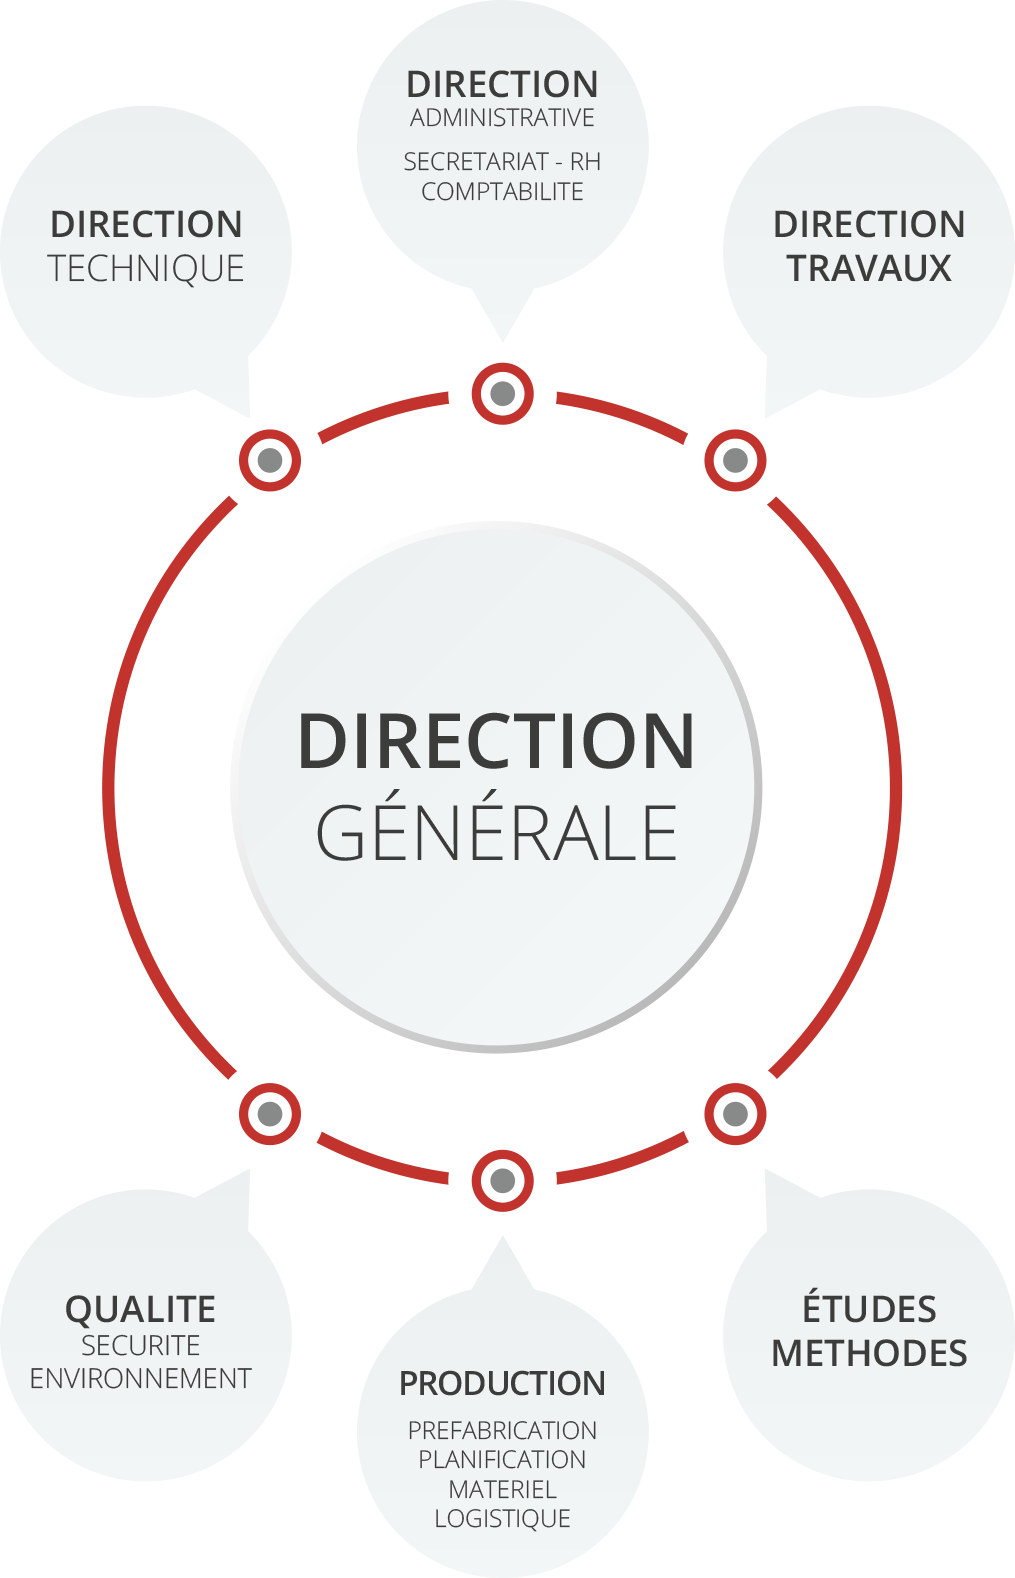 DIRECTION
ADMINISTRATIVE
SECRETARIAT - RH
COMPTABILITE
DIRECTION
TECHNIQUE
DIRECTION
TRAVAUX
DIRECTION
GÉNÉRALE
QUALITE
SECURITE
ENVIRONNEMENT
PRODUCTION
PREFABRICATION
PLANIFICATION
MATERIEL
LOGISTIQUE
ÉTUDES
METHODES